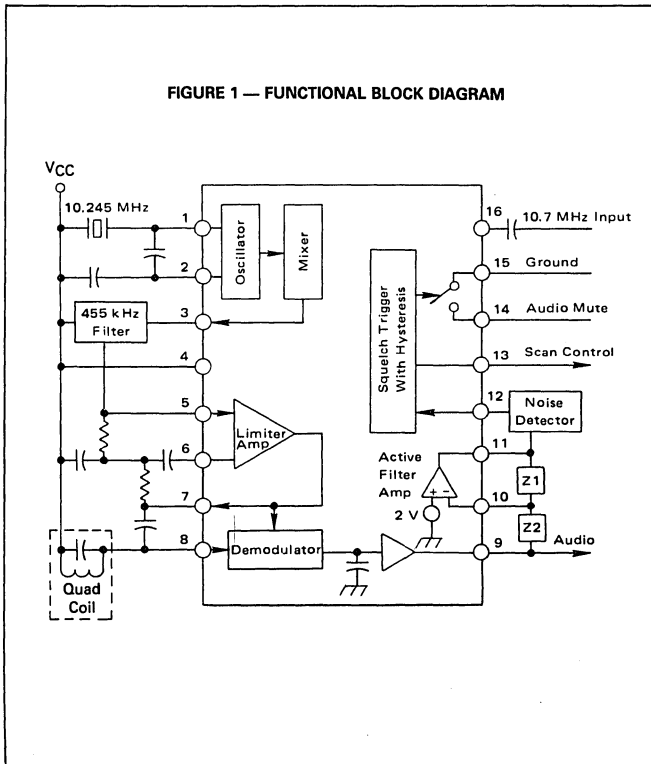 FIGURE 1 — FUNCTIONAL BLOCK DIAGRAM
VCC
10.245 MHz
1
2
Oscillator
Mixer
455 kHz
Filter
3
4
5
6
Limiter
Amp
7
8
Demodulator
Quad
Coil
Squelch Trigger
With Hysteresis
16
10.7 MHz Input
15
Ground
14
Audio Mute
13
Scan Control
12
Noise
Detector
11
Active
Filter
Amp
+ -
2 V
10
Z1
Z2
9
Audio